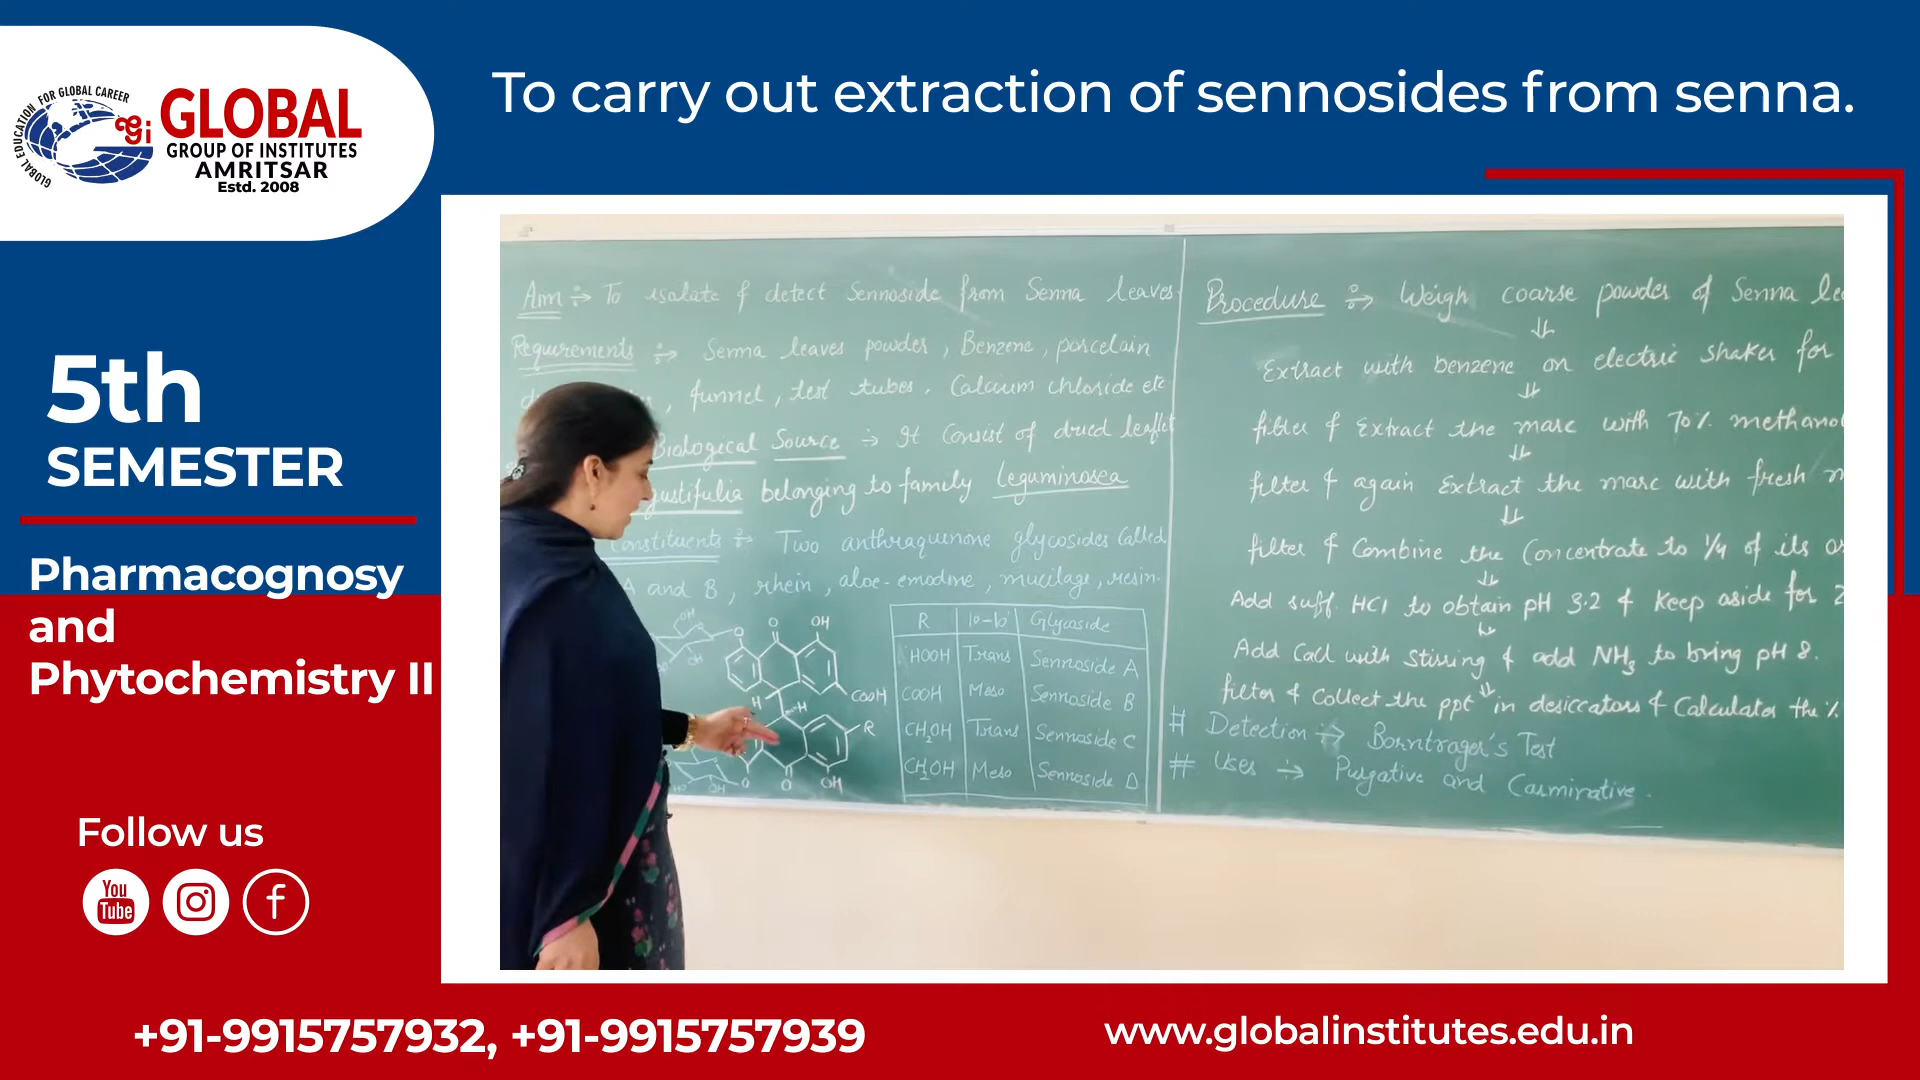 GLOBAL EDUCATION FOR GLOBAL CAREER
ggi
GLOBAL
GROUP OF INSTITUTES
AMRITSAR
Estd. 2008
To carry out extraction of sennosides from senna.
5th
SEMESTER
Pharmacognosy
and
Phytochemistry II
Follow us
You
Tube
f
Aim ÷> To isolate & detect Sennoside from Senna leaves
Requirements ÷> Senna leaves powder, Benzene, porcelain
, funnel, test tubes, Calcium chloride etc
Biological Source ÷> It Consist of dried leaflet
belonging to family Leguminosea
Constituents ÷> Two anthraquinone glycosides Called
A and B, rhein, aloe-emodine, mucilage, resin.
O
O
OH
OH
OH
COOH
H
H
R
O
O
OH
OH
R 10-10' Glycoside
COOH Meso Sennoside B
CH2OH Trans Sennoside C
CH2OH Meso Sennoside D
Trans Sennoside A
Procedure ÷> Weigh coarse powder of Senna
Extract with benzene on electric shaker for
filter & Extract the marc with 70% methanol
filter & again Extract the marc with fresh
filter & Combine the Concentrate to 1/4 of its
Add suff. HCl to obtain pH 3.2 & Keep aside for 2
Add with stirring & add NH3 to bring pH 8.
filter & Collect the ppt in desiccators & Calculator the %
# Detection ÷> Borntrager's Test
# Uses ÷> Purgative and Carminative.
+91-9915757932, +91-9915757939
www.globalinstitutes.edu.in